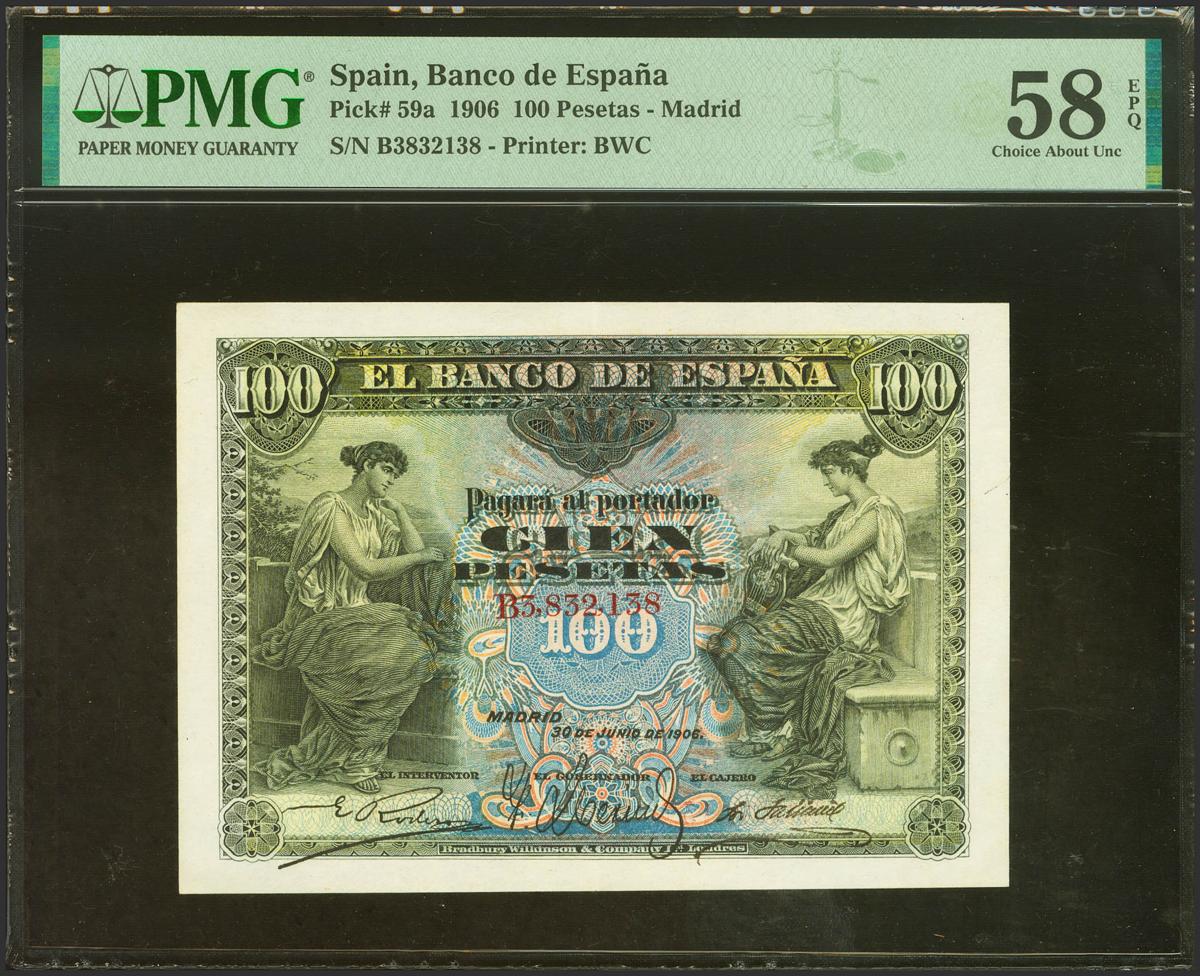 PMG®
PAPER MONEY GUARANTY
Spain, Banco de España
Pick# 59a 1906 100 Pesetas - Madrid
S/N B3832138 - Printer: BWC
58 EPQ
Choice About Unc
100 EL BANCO DE ESPAÑA 100
Pagará al portador
CIEN
PESETAS
B3,832,138
100
MADRID
30 DE JUNIO DE 1906.
EL INTERVENTOR EL GOBERNADOR EL CAJERO
Bradbury Wilkinson & Company Ld. Londres